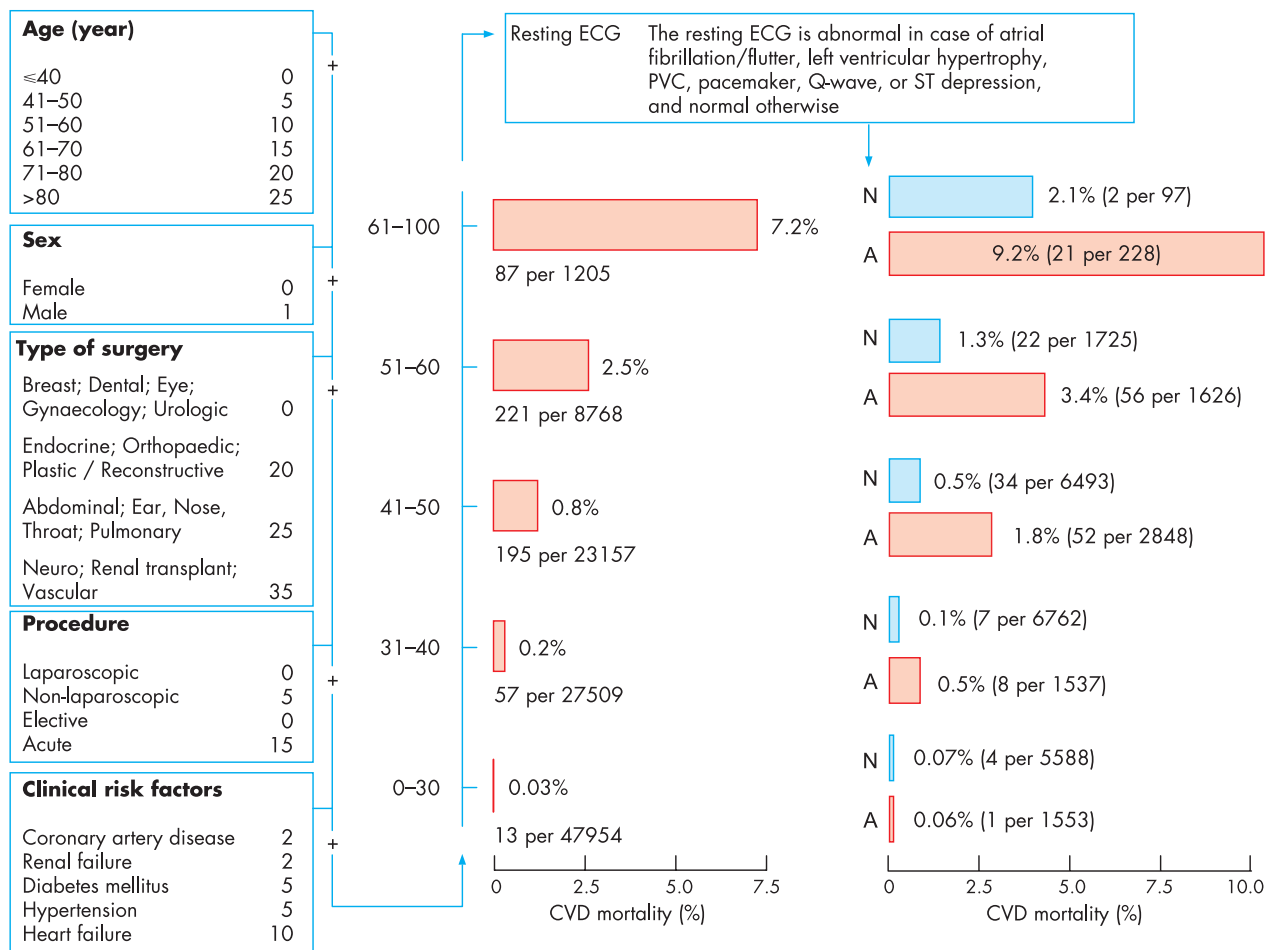 Age (year)
≤40 0
41–50 5
51–60 10
61–70 15
71–80 20
>80 25
+
Sex
Female 0
Male 1
+
Type of surgery
Breast; Dental; Eye;
Gynaecology; Urologic 0
Endocrine; Orthopaedic;
Plastic / Reconstructive 20
Abdominal; Ear, Nose,
Throat; Pulmonary 25
Neuro; Renal transplant;
Vascular 35
+
Procedure
Laparoscopic 0
Non-laparoscopic 5
Elective 0
Acute 15
+
Clinical risk factors
Coronary artery disease 2
Renal failure 2
Diabetes mellitus 5
Hypertension 5
Heart failure 10
+
61–100
7.2%
87 per 1205
51–60
2.5%
221 per 8768
41–50
0.8%
195 per 23157
31–40
0.2%
57 per 27509
0–30
0.03%
13 per 47954
0 2.5 5.0 7.5
CVD mortality (%)
Resting ECG The resting ECG is abnormal in case of atrial
fibrillation/flutter, left ventricular hypertrophy,
PVC, pacemaker, Q-wave, or ST depression,
and normal otherwise
N 2.1% (2 per 97)
A 9.2% (21 per 228)
N 1.3% (22 per 1725)
A 3.4% (56 per 1626)
N 0.5% (34 per 6493)
A 1.8% (52 per 2848)
N 0.1% (7 per 6762)
A 0.5% (8 per 1537)
N 0.07% (4 per 5588)
A 0.06% (1 per 1553)
0 2.5 5.0 7.5 10.0
CVD mortality (%)